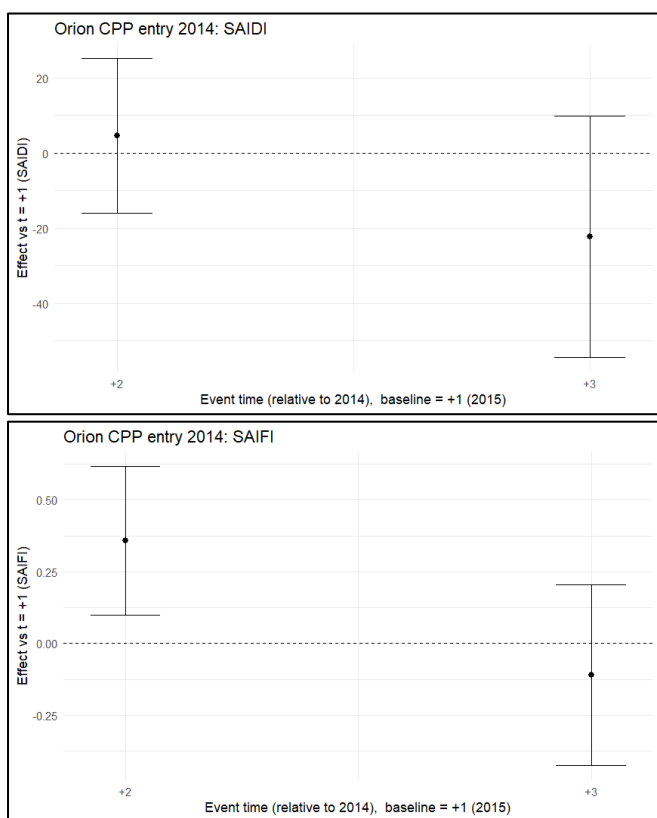 Orion CPP entry 2014: SAIDI
Effect vs t = +1 (SAIDI)
20
0
-20
-40
+2
+3
Event time (relative to 2014),  baseline = +1 (2015)
Orion CPP entry 2014: SAIFI
Effect vs t = +1 (SAIFI)
0.50
0.25
0.00
-0.25
+2
+3
Event time (relative to 2014),  baseline = +1 (2015)